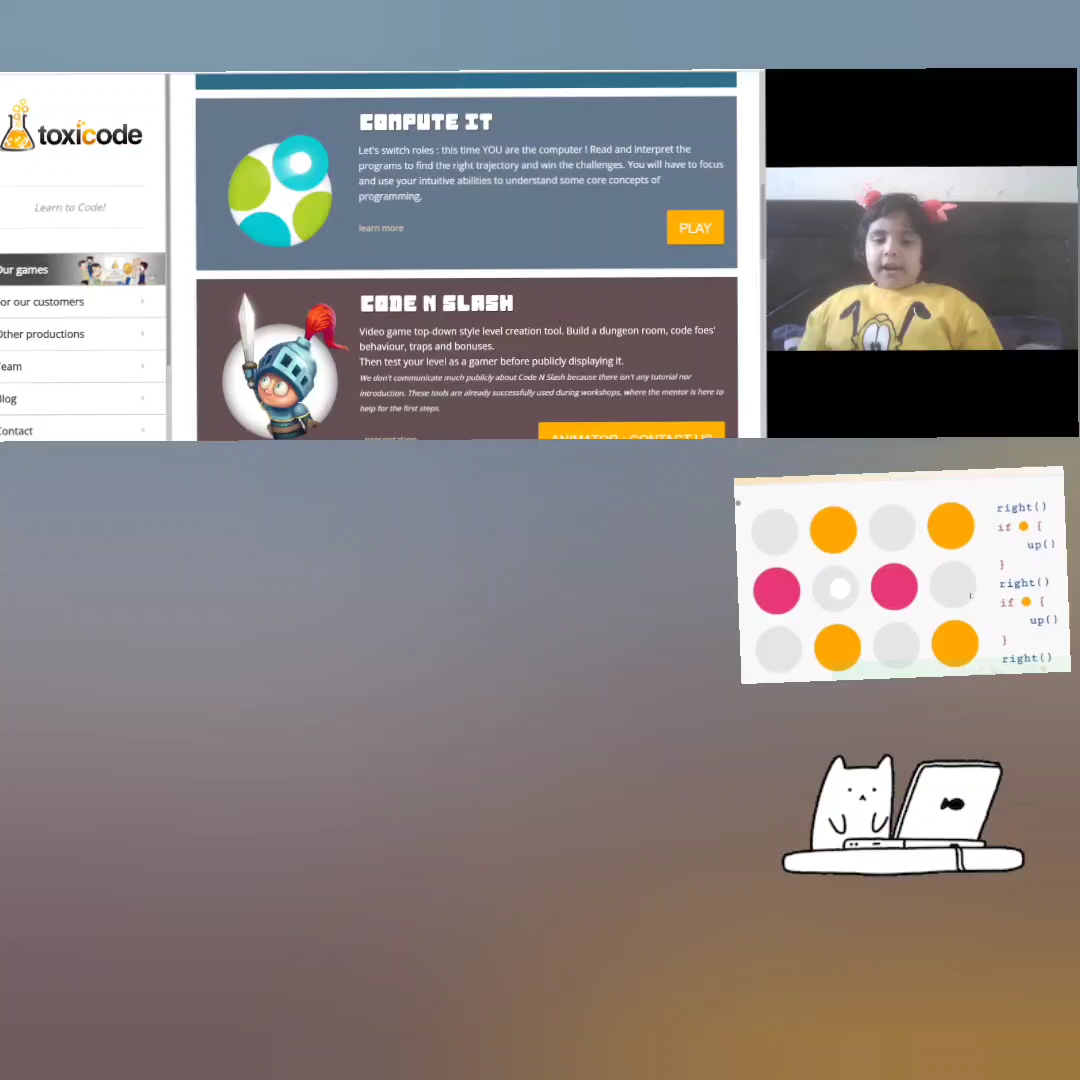 toxicode
Learn to Code!
Our games
For our customers
Other productions
Team
Blog
Contact
COMPUTE IT
Let's switch roles : this time YOU are the computer ! Read and interpret the
programs to find the right trajectory and win the challenges. You will have to focus
and use your intuitive abilities to understand some core concepts of
programming.
learn more
PLAY
CODE N SLASH
Video game top-down style level creation tool. Build a dungeon room, code foes'
behaviour, traps and bonuses.
Then test your level as a gamer before publicly displaying it.
We don't communicate much publicly about Code N Slash because there isn't any tutorial nor
introduction. These tools are already successfully used during workshops, where the mentor is here to
help for the first steps.
presentation
ANIMATOR : CONTACT US
right()
if {
up()
}
right()
if {
up()
}
right()